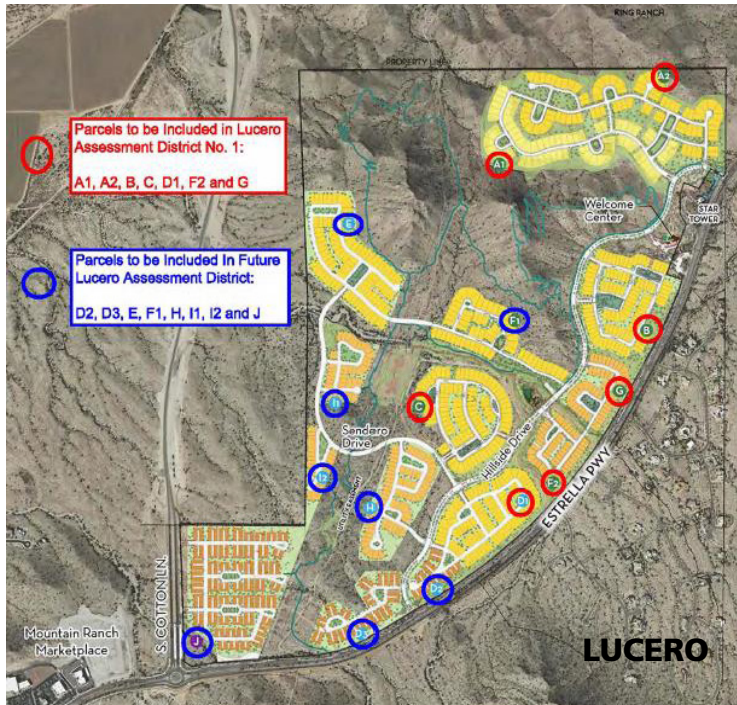 KING RANCH
PROPERTY LINE
A2
Parcels to be Included in Lucero
Assessment District No. 1:
A1, A2, B, C, D1, F2 and G
A1
Welcome
Center
STAR
TOWER
Parcels to be Included In Future
Lucero Assessment District:
D2, D3, E, F1, H, I1, I2 and J
E
F1
B
G
I1
C
Sendero
Drive
Hillside Drive
I2
F2
D1
H
ESTRELLA PWY
S. COTTON LN.
D2
D3
J
Mountain Ranch
Marketplace
LUCERO